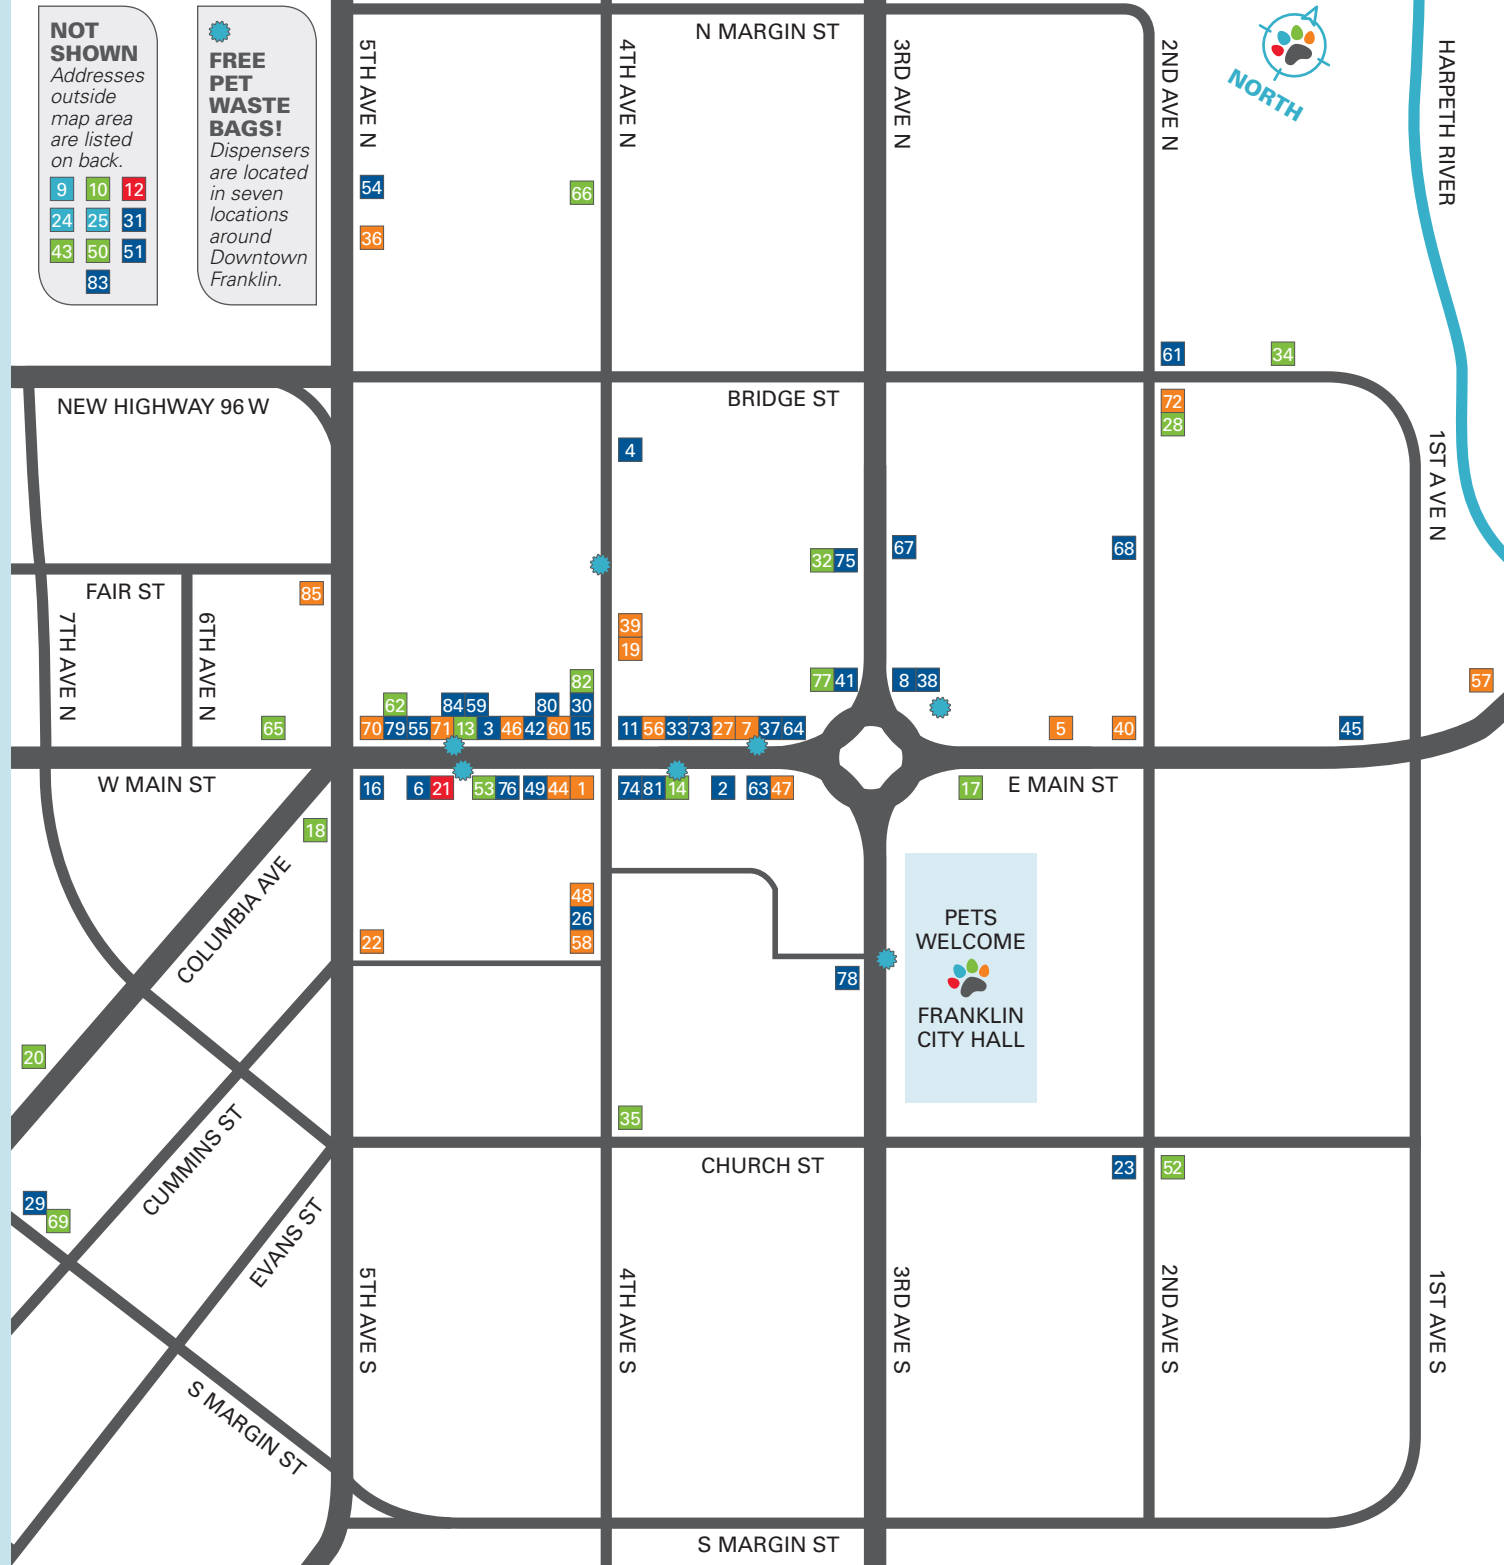 NOT
SHOWN
Addresses
outside
map area
are listed
on back.
9 10 12
24 25 31
43 50 51
83
FREE
PET
WASTE
BAGS!
Dispensers
are located
in seven
locations
around
Downtown
Franklin.
N MARGIN ST
5TH AVE N
4TH AVE N
3RD AVE N
2ND AVE N
NORTH
HARPETH RIVER
54
66
36
61
34
NEW HIGHWAY 96 W
BRIDGE ST
72
28
4
1ST AVE N
32 75
67
68
FAIR ST
85
7TH AVE N
6TH AVE N
39
19
82
77 41
8 38
57
62
84 59
80
30
65
70 79 55 71 13 3 46 42 60 15
11 56 33 73 27 7 37 64
5
40
45
W MAIN ST
16
6 21
53 76
49 44 1
74 81 14
2
63 47
17
E MAIN ST
18
COLUMBIA AVE
48
26
58
22
78
PETS
WELCOME
FRANKLIN
CITY HALL
20
35
CUMMINS ST
CHURCH ST
23
52
29
69
EVANS ST
5TH AVE S
4TH AVE S
3RD AVE S
2ND AVE S
1ST AVE S
S MARGIN ST
S MARGIN ST